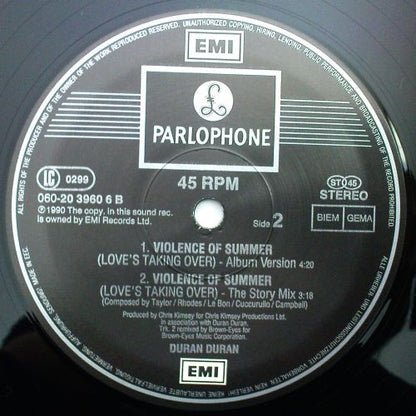 ALL RIGHTS OF THE PRODUCER AND OF THE OWNER OF THE WORK REPRODUCED RESERVED. UNAUTHORIZED COPYING, HIRING, LENDING, PUBLIC PERFORMANCE AND BROADCASTING OF THE RECORD PROHIBITED.
EMI
£
PARLOPHONE
45 RPM
LC 0299
060-20 3960 6 B
℗ 1990 The copy. in this sound rec.
is owned by EMI Records Ltd.
ST 45
STEREO
BIEM GEMA
Side 2
1. VIOLENCE OF SUMMER
(LOVE'S TAKING OVER) - Album Version 4:20
2. VIOLENCE OF SUMMER
(LOVE'S TAKING OVER) - The Story Mix 3:18
(Composed by Taylor / Rhodes / Le Bon / Cuccurullo / Campbell)
Produced by Chris Kimsey for Chris Kimsey Productions Ltd.
in association with Duran Duran.
Trk. 2 remixed by Brown-Eyes for
Brown-Eyes Music Corporation.
DURAN DURAN
EMI